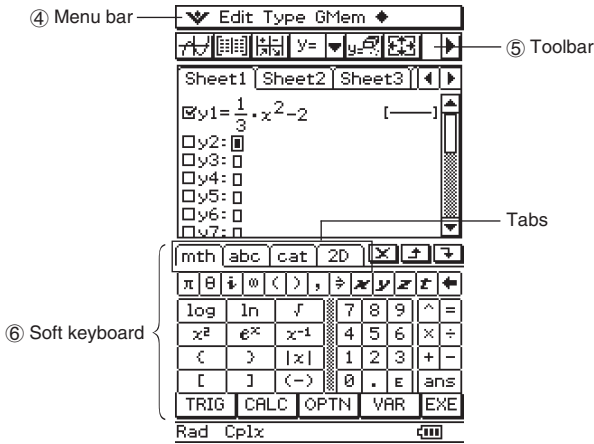 ④ Menu bar
Edit Type GMem ◆
y= ▼ y= ▶
⑤ Toolbar
Sheet1 Sheet2 Sheet3 ◀ ▶
☑y1=1/3·x²-2 [—]
□y2:
□y3:
□y4:
□y5:
□y6:
□y7:
Tabs
mth abc cat 2D
π θ i ∞ ( ) , ⇒ x y z t ←
⑥ Soft keyboard
log ln √ 7 8 9 ^ =
x² eˣ x⁻¹ 4 5 6 × ÷
( ) |x| 1 2 3 + −
[ ] (−) 0 . E ans
TRIG CALC OPTN VAR EXE
Rad Cplx